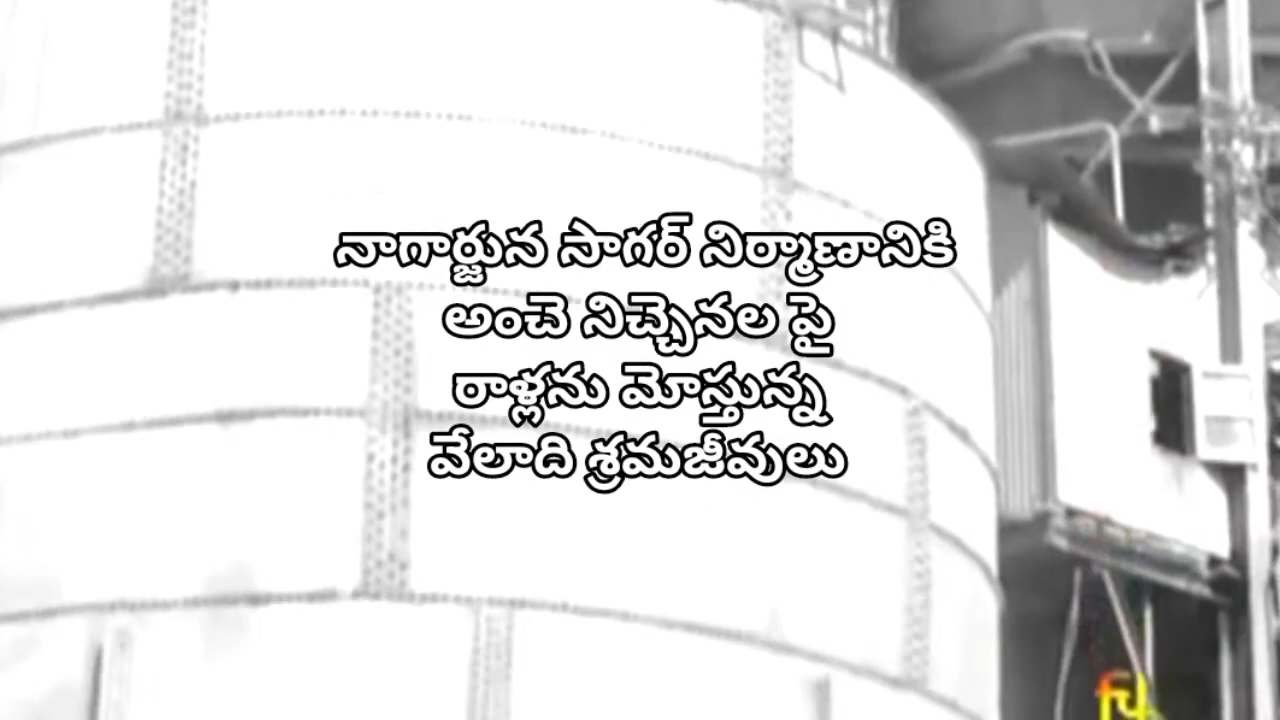 నాగార్జున సాగర్ నిర్మాణానికి
అంచె నిచ్చెనల పై
రాళ్లను మోస్తున్న
వేలాది శ్రమజీవులు